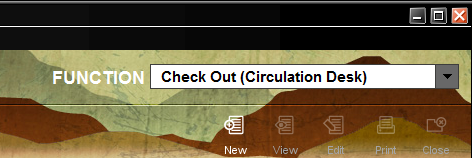 FUNCTION Check Out (Circulation Desk)
New View Edit Print Close